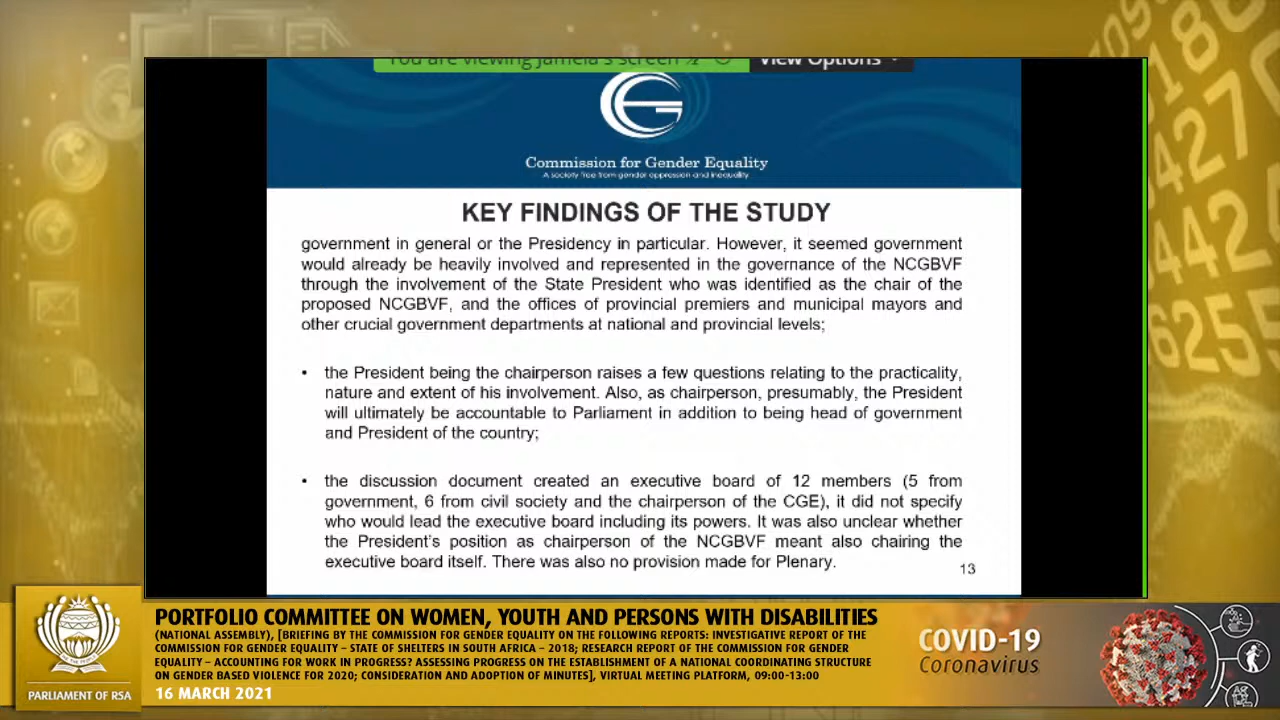 You are viewing Jamela's screen
View Options
Commission for Gender Equality
A society free from gender oppression and inequality
KEY FINDINGS OF THE STUDY
government in general or the Presidency in particular. However, it seemed government
would already be heavily involved and represented in the governance of the NCGBVF
through the involvement of the State President who was identified as the chair of the
proposed NCGBVF, and the offices of provincial premiers and municipal mayors and
other crucial government departments at national and provincial levels;
• the President being the chairperson raises a few questions relating to the practicality,
nature and extent of his involvement. Also, as chairperson, presumably, the President
will ultimately be accountable to Parliament in addition to being head of government
and President of the country;
• the discussion document created an executive board of 12 members (5 from
government, 6 from civil society and the chairperson of the CGE), it did not specify
who would lead the executive board including its powers. It was also unclear whether
the President's position as chairperson of the NCGBVF meant also chairing the
executive board itself. There was also no provision made for Plenary.
13
PORTFOLIO COMMITTEE ON WOMEN, YOUTH AND PERSONS WITH DISABILITIES
(NATIONAL ASSEMBLY), [BRIEFING BY THE COMMISSION FOR GENDER EQUALITY ON THE FOLLOWING REPORTS: INVESTIGATIVE REPORT OF THE
COMMISSION FOR GENDER EQUALITY – STATE OF SHELTERS IN SOUTH AFRICA – 2018; RESEARCH REPORT OF THE COMMISSION FOR GENDER
EQUALITY – ACCOUNTING FOR WORK IN PROGRESS? ASSESSING PROGRESS ON THE ESTABLISHMENT OF A NATIONAL COORDINATING STRUCTURE
ON GENDER BASED VIOLENCE FOR 2020; CONSIDERATION AND ADOPTION OF MINUTES], VIRTUAL MEETING PLATFORM, 09:00-13:00
16 MARCH 2021
PARLIAMENT OF RSA
COVID-19
Coronavirus